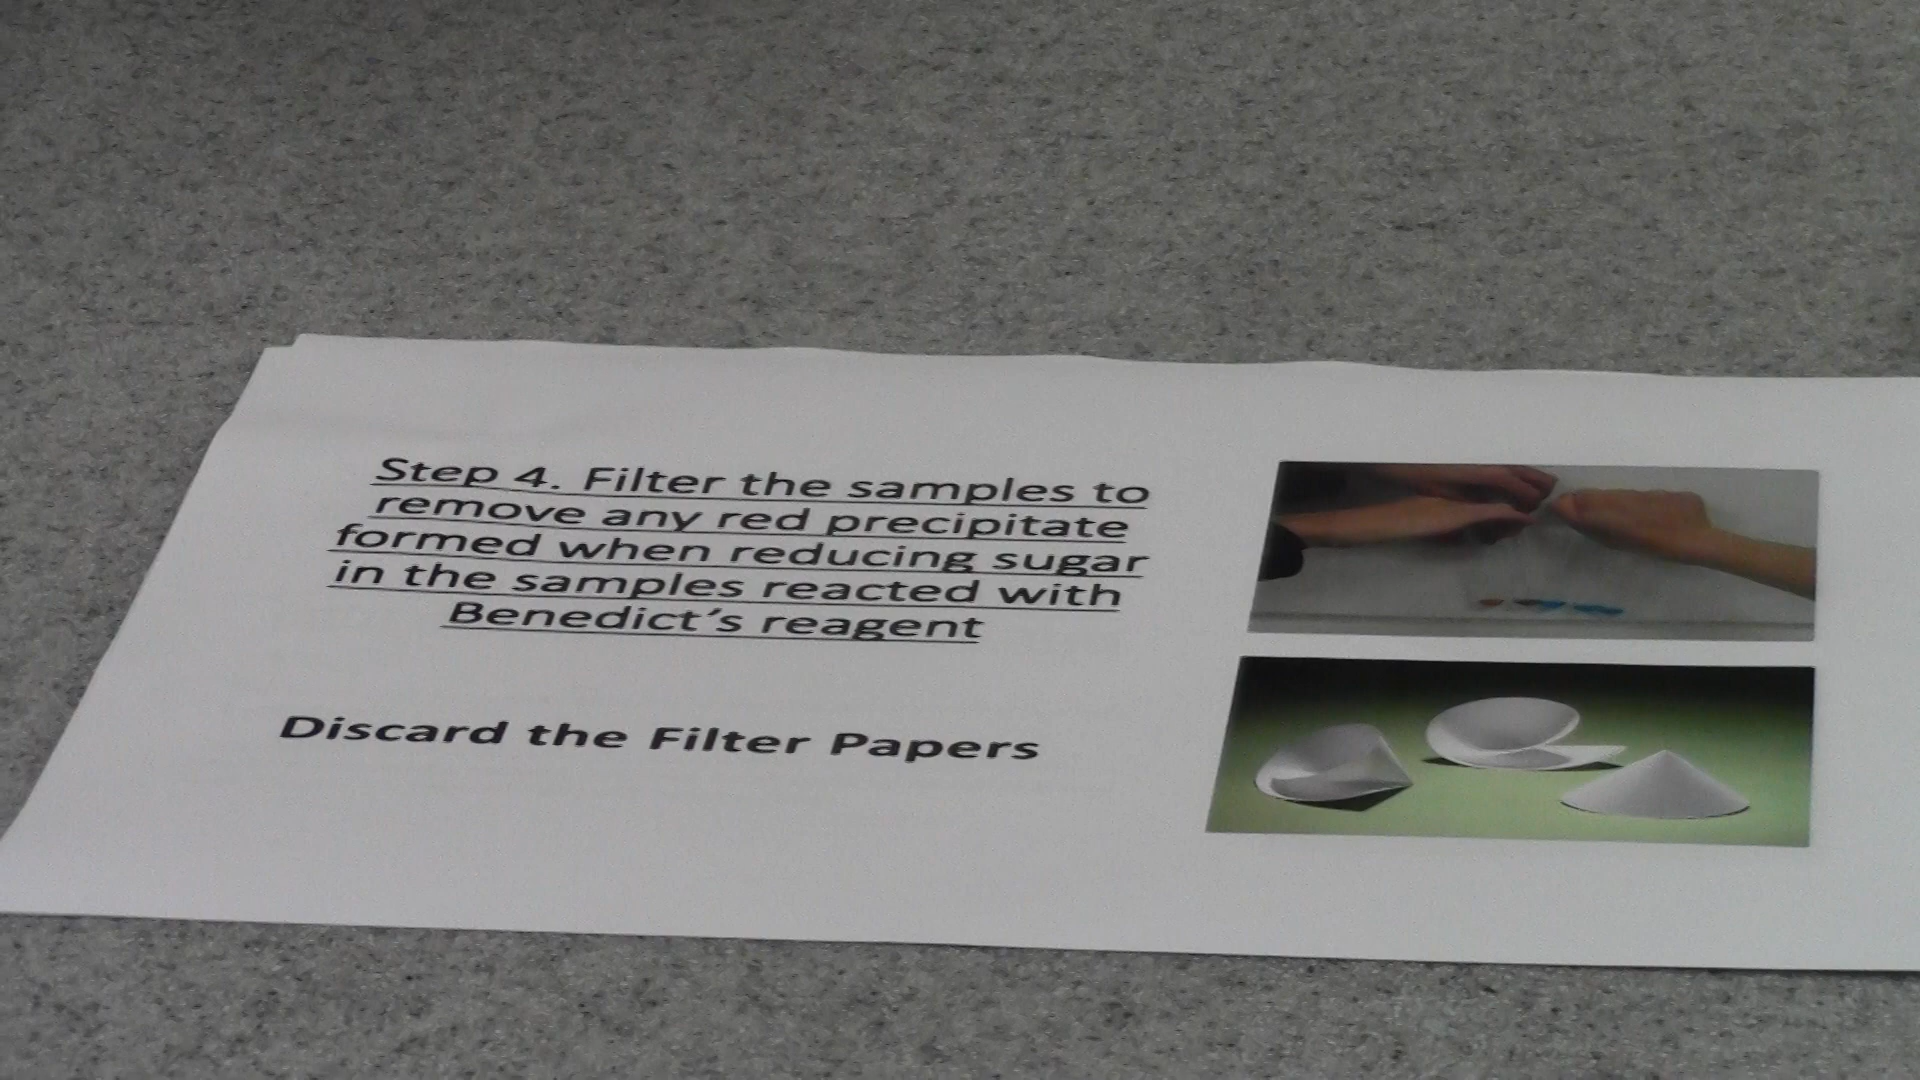 Step 4. Filter the samples to
remove any red precipitate
formed when reducing sugar
in the samples reacted with
Benedict’s reagent
Discard the Filter Papers